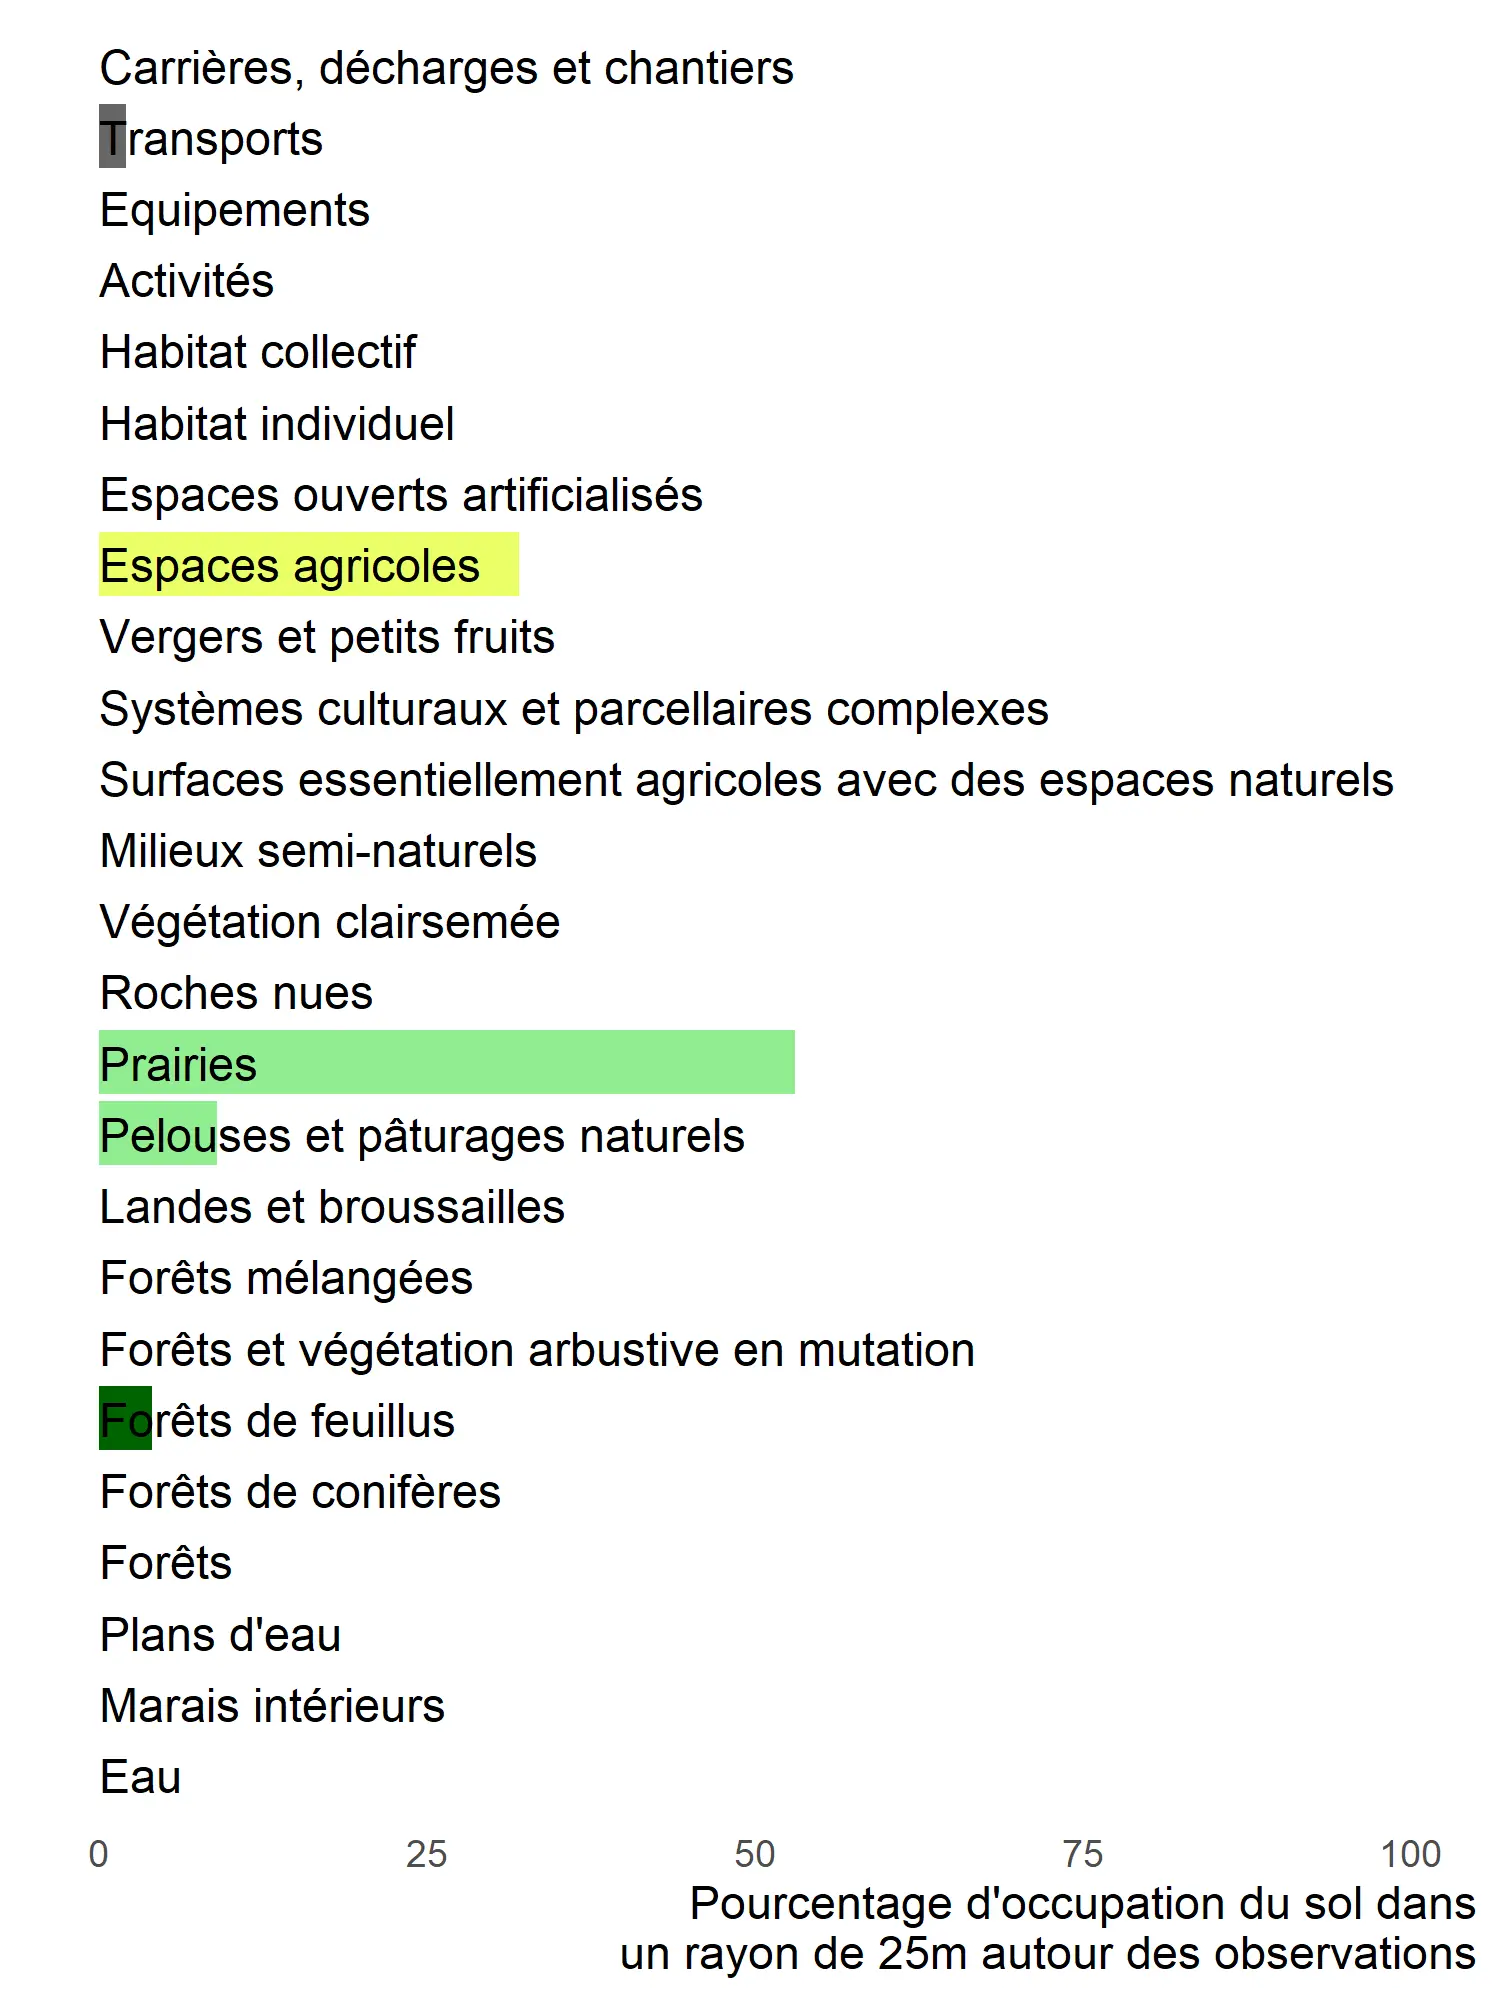 Carrières, décharges et chantiers
Transports
Equipements
Activités
Habitat collectif
Habitat individuel
Espaces ouverts artificialisés
Espaces agricoles
Vergers et petits fruits
Systèmes culturaux et parcellaires complexes
Surfaces essentiellement agricoles avec des espaces naturels
Milieux semi-naturels
Végétation clairsemée
Roches nues
Prairies
Pelouses et pâturages naturels
Landes et broussailles
Forêts mélangées
Forêts et végétation arbustive en mutation
Forêts de feuillus
Forêts de conifères
Forêts
Plans d'eau
Marais intérieurs
Eau
0 25 50 75 100
Pourcentage d'occupation du sol dans
un rayon de 25m autour des observations